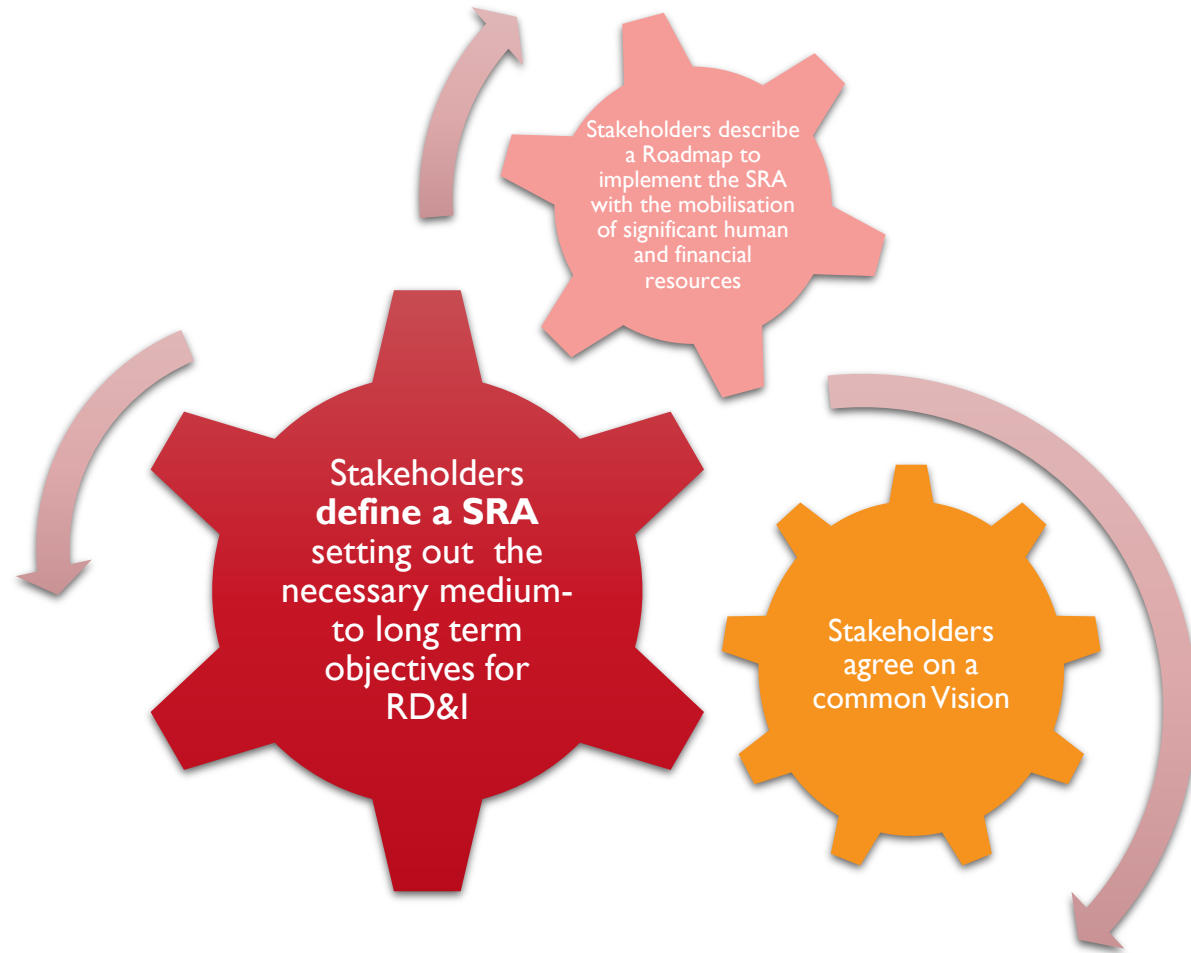 Stakeholders describe
a Roadmap to
implement the SRA
with the mobilisation
of significant human
and financial
resources
Stakeholders
define a SRA
setting out  the
necessary medium-
to long term
objectives for
RD&I
Stakeholders
agree on a
common Vision